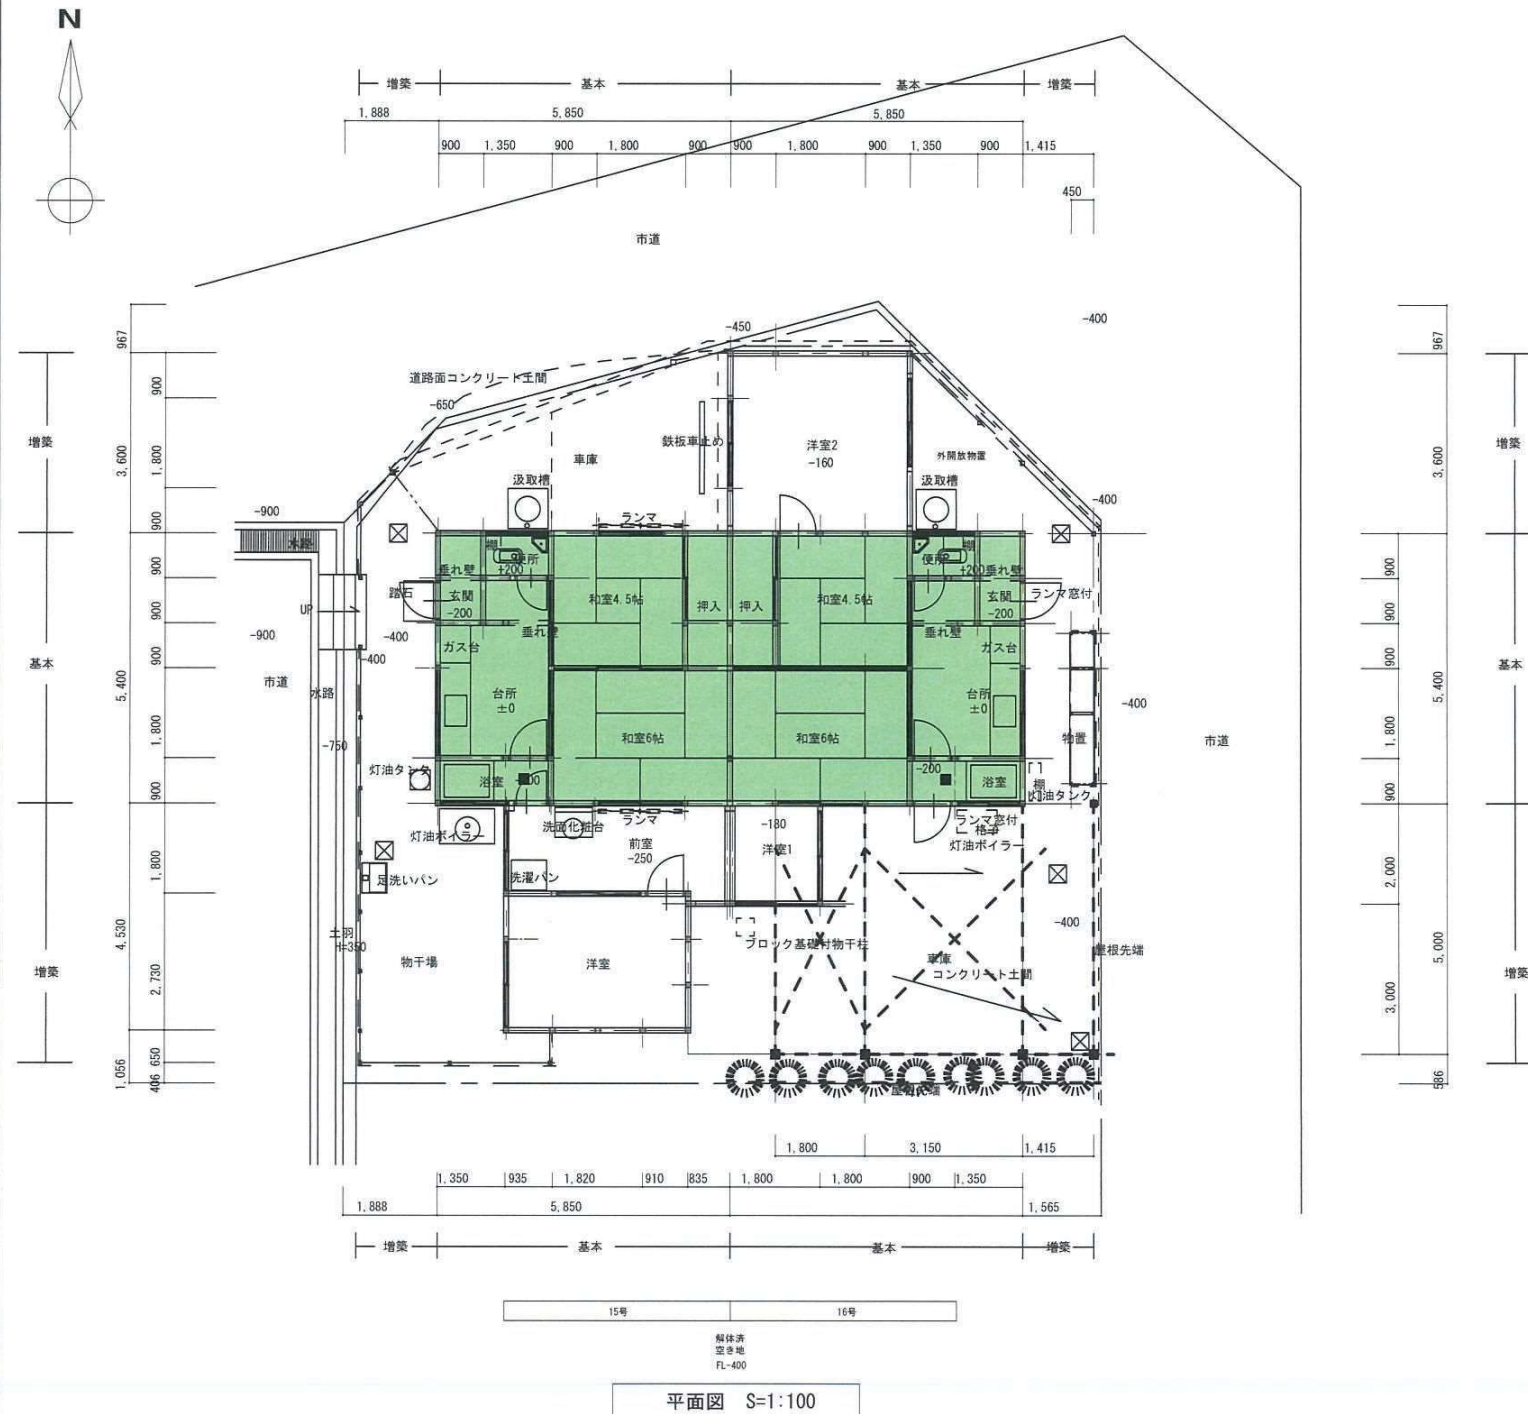 N
増築 基本 基本 増築
1,888 5,850 5,850
900 1,350 900 1,800 900 900 1,800 900 1,350 900 1,415
450
市道
-400
-450
967 967
道路面コンクリート土間
-650
900
増築 3,600 1,800 3,600 増築
鉄板車止め
洋室2
-160
車庫
外開放物置
汲取槽 汲取槽
-400
900
-900
ランマ
水路
棚 便所 便所 棚
垂れ壁 +200 +200 垂れ壁
900 900
踏石 玄関 和室4.5帖 押入 押入 和室4.5帖 玄関 ランマ窓付
UP -200 -200
900 900
-900 -400 垂れ壁 垂れ壁
ガス台 ガス台
-400
900 900
基本 5,400 5,400 基本
市道 水路
台所 台所
±0 ±0
-400
1,800 和室6帖 和室6帖 物置 1,800 市道
-750
灯油タンク -200
900 浴室 浴室 棚 900
灯油タンク
灯油ボイラー 洗面化粧台 ランマ -180 ランマ窓付
格子
前室 洋室1 灯油ボイラー
-250
1,800 足洗いパン 洗濯パン 2,000
-400
土羽
H=350
4,530 ブロック基礎付物干柱 屋根先端
増築 物干場 洋室 車庫 5,000 増築
コンクリート土間
2,730 3,000
1,056 650
406 586
屋根先端
1,800 3,150 1,415
1,350 935 1,820 910 835 1,800 1,800 900 1,350
1,888 5,850 1,565
増築 基本 基本 増築
15号 16号
解体済
空き地
FL-400
平面図 S=1:100